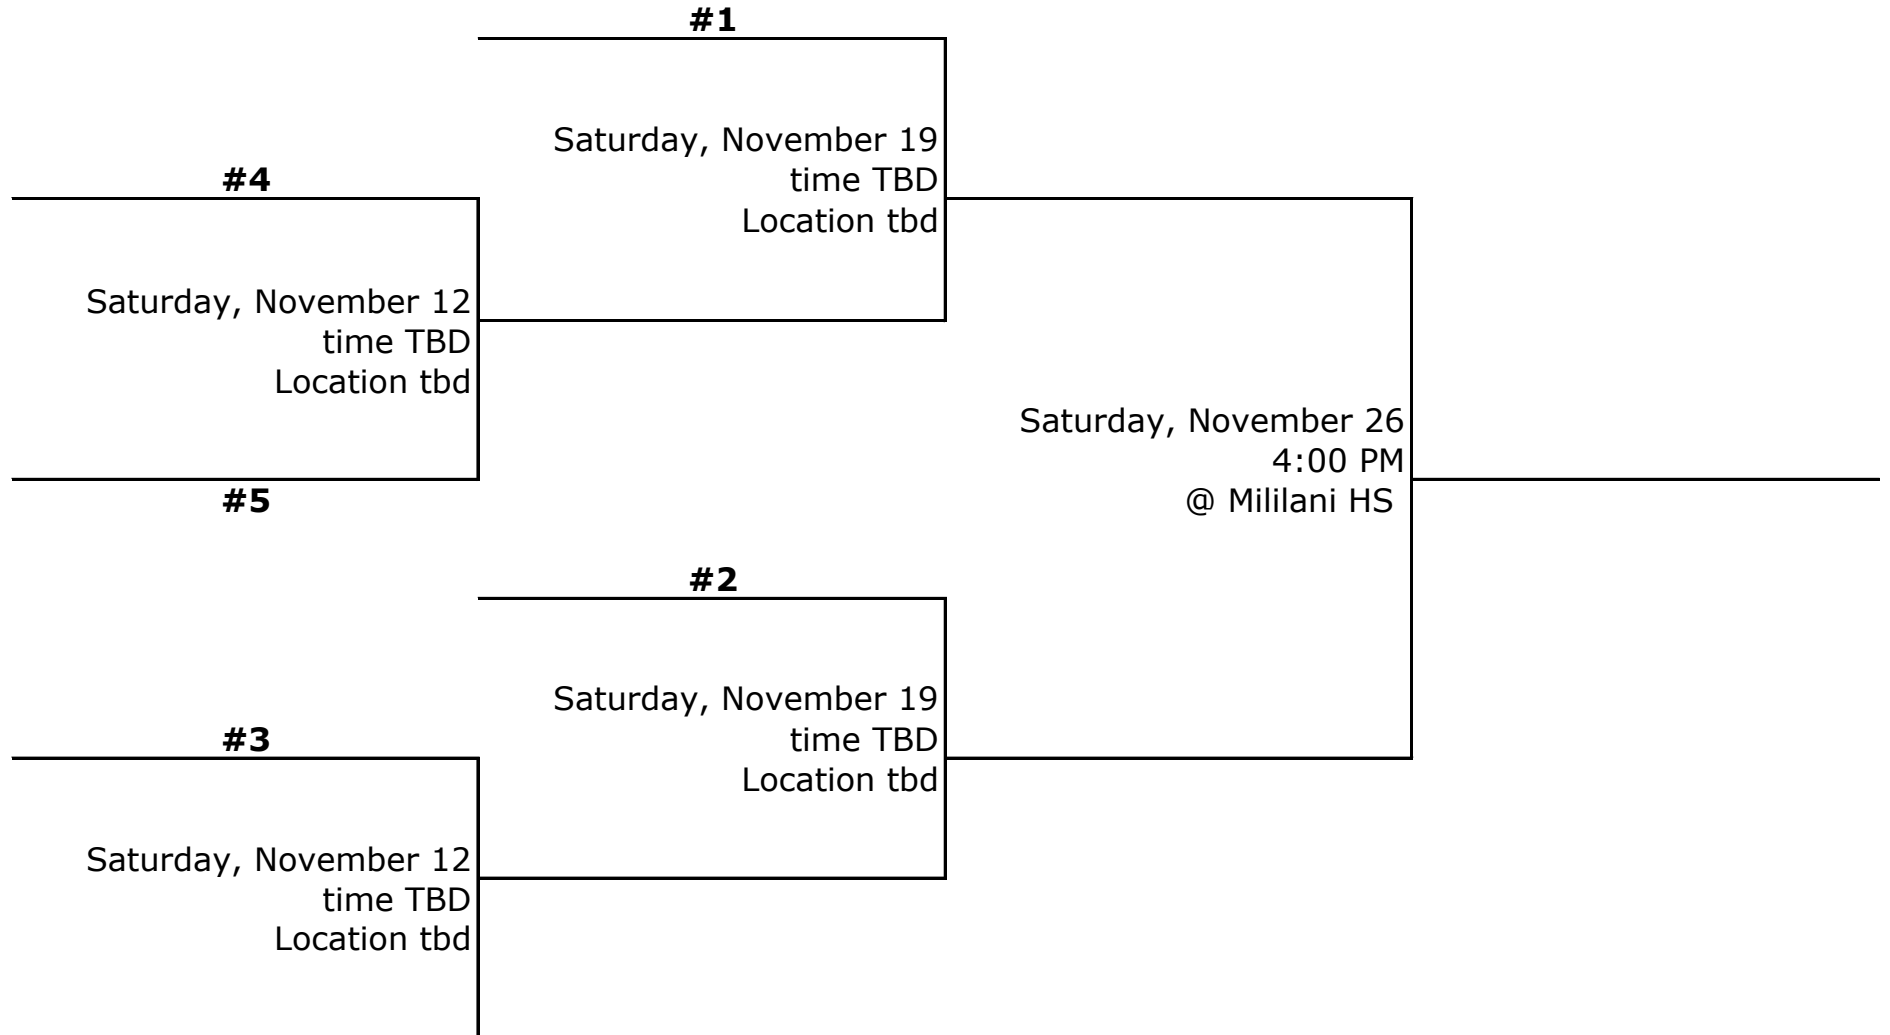 #1
Saturday, November 19
time TBD
Location tbd
#4
Saturday, November 12
time TBD
Location tbd
#5
Saturday, November 26
4:00 PM
@ Mililani HS
#2
Saturday, November 19
time TBD
Location tbd
#3
Saturday, November 12
time TBD
Location tbd